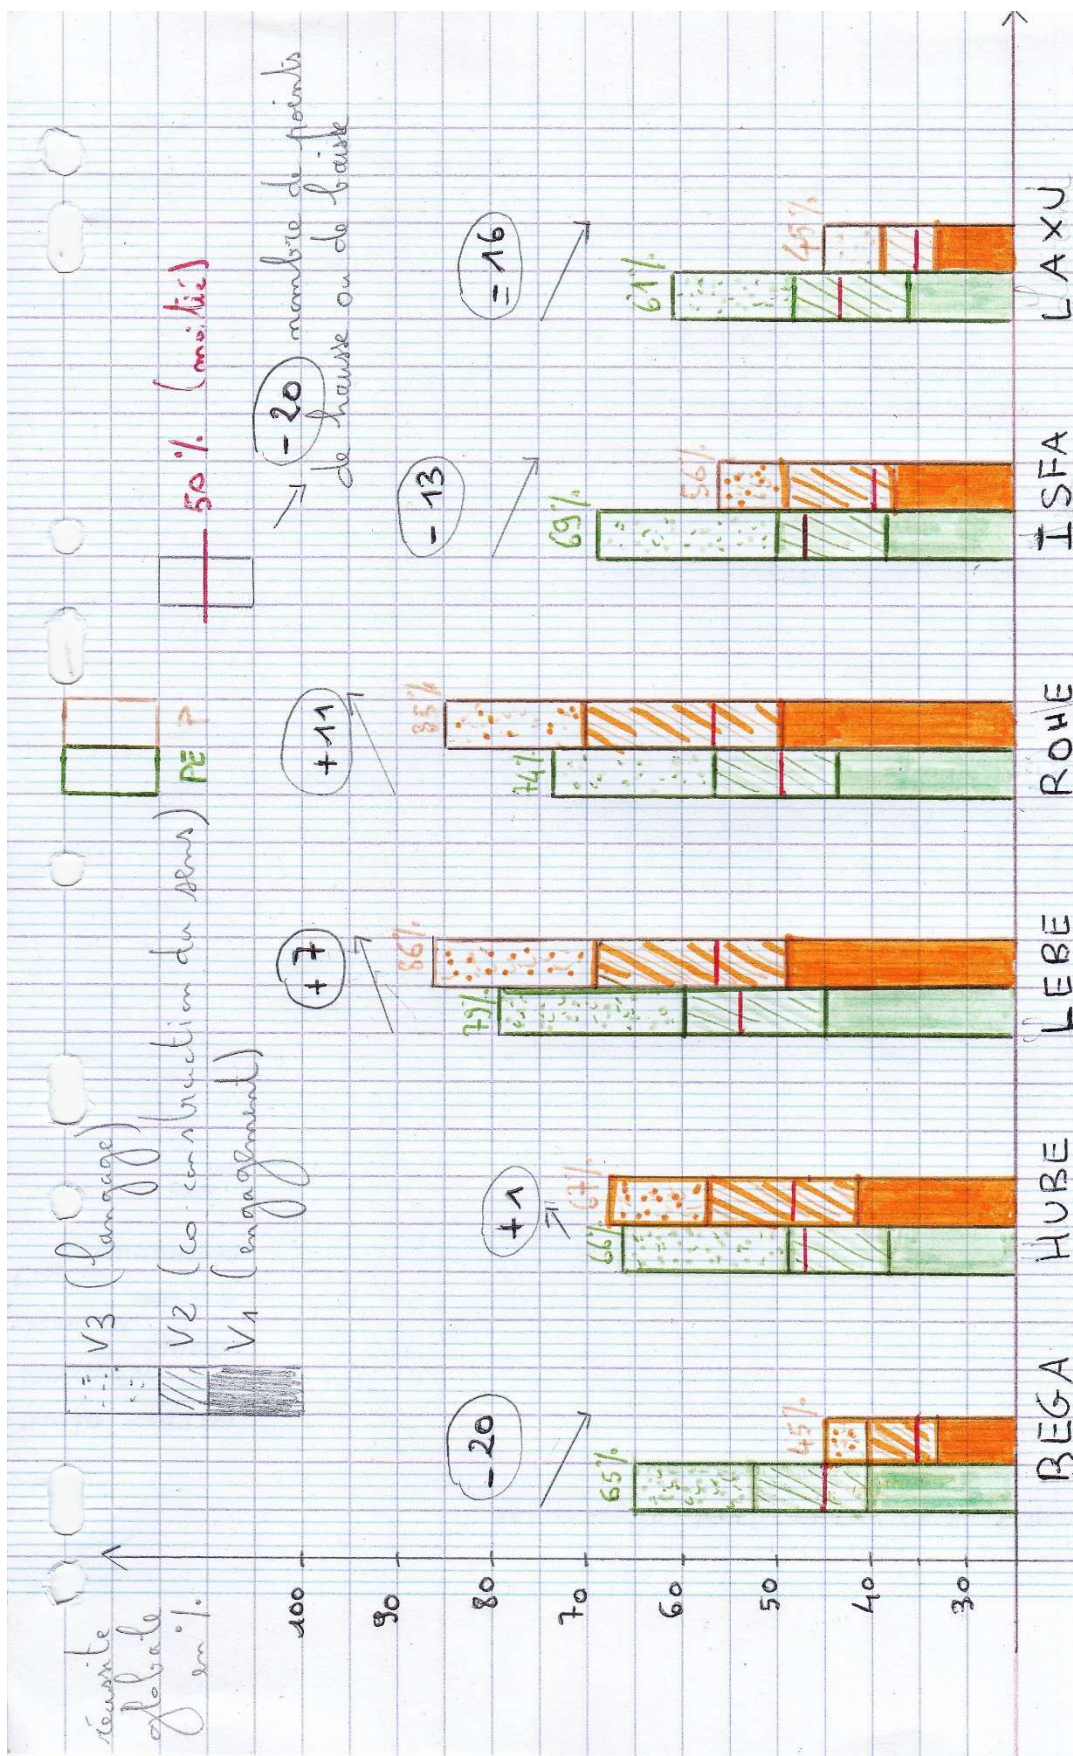 réussite
globale
en %
V3 (langage)
V2 (co-construction du sens)
V1 (engagement)
PE
P
50% (moitié)
-20 nombre de points
de hausse ou de baisse
100
90
80
70
60
50
40
30
-20
65%
45%
+1
66%
67%
+7
79%
86%
+11
74%
85%
-13
69%
56%
=16
61%
45%
BEGA
HUBE
LEBE
ROHE
ISFA
LAXU